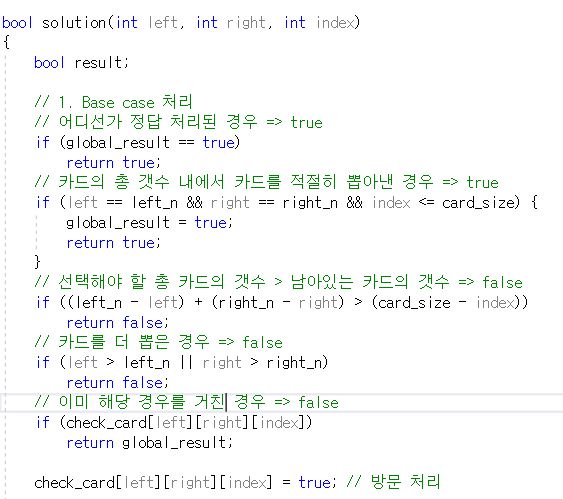 bool solution(int left, int right, int index)
{
bool result;
// 1. Base case 처리
// 어디선가 정답 처리된 경우 => true
if (global_result == true)
return true;
// 카드의 총 갯수 내에서 카드를 적절히 뽑아낸 경우 => true
if (left == left_n && right == right_n && index <= card_size) {
global_result = true;
return true;
}
// 선택해야 할 총 카드의 갯수 > 남아있는 카드의 갯수 => false
if ((left_n - left) + (right_n - right) > (card_size - index))
return false;
// 카드를 더 뽑은 경우 => false
if (left > left_n || right > right_n)
return false;
// 이미 해당 경우를 거친 경우 => false
if (check_card[left][right][index])
return global_result;
check_card[left][right][index] = true; // 방문 처리